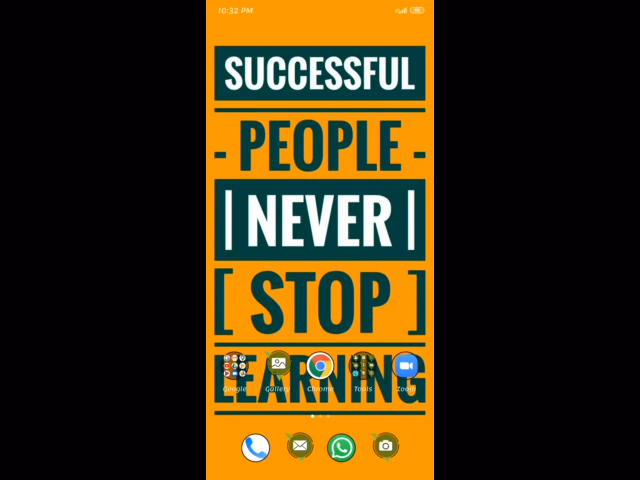 10:32 PM
SUCCESSFUL
- PEOPLE -
| NEVER |
[ STOP ]
LEARNING
Google Gallery Chrome Tools Zoom